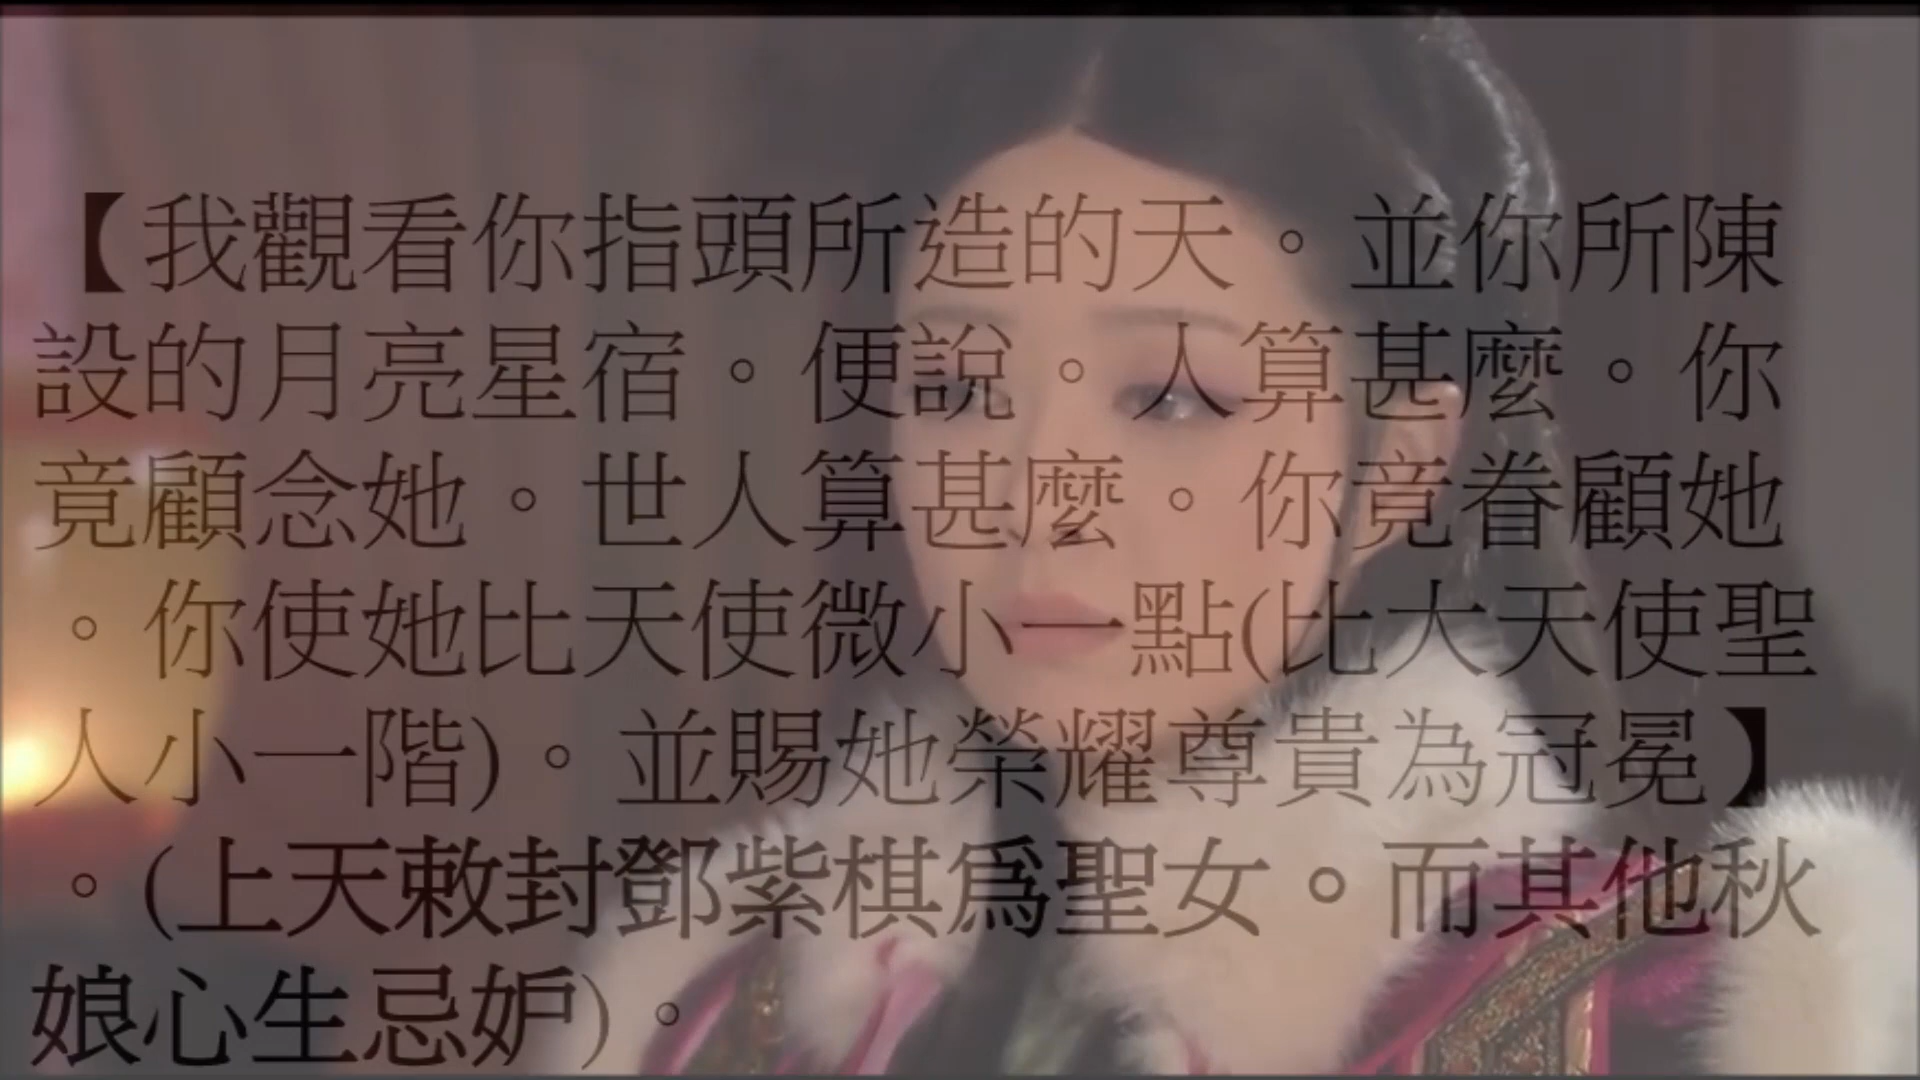 【我觀看你指頭所造的天。並你所陳
設的月亮星宿。便說。人算甚麼。你
竟顧念她。世人算甚麼。你竟眷顧她
。你使她比天使微小一點(比大天使聖
人小一階)。並賜她榮耀尊貴為冠冕】
。(上天敕封鄧紫棋爲聖女。而其他秋
娘心生忌妒)。